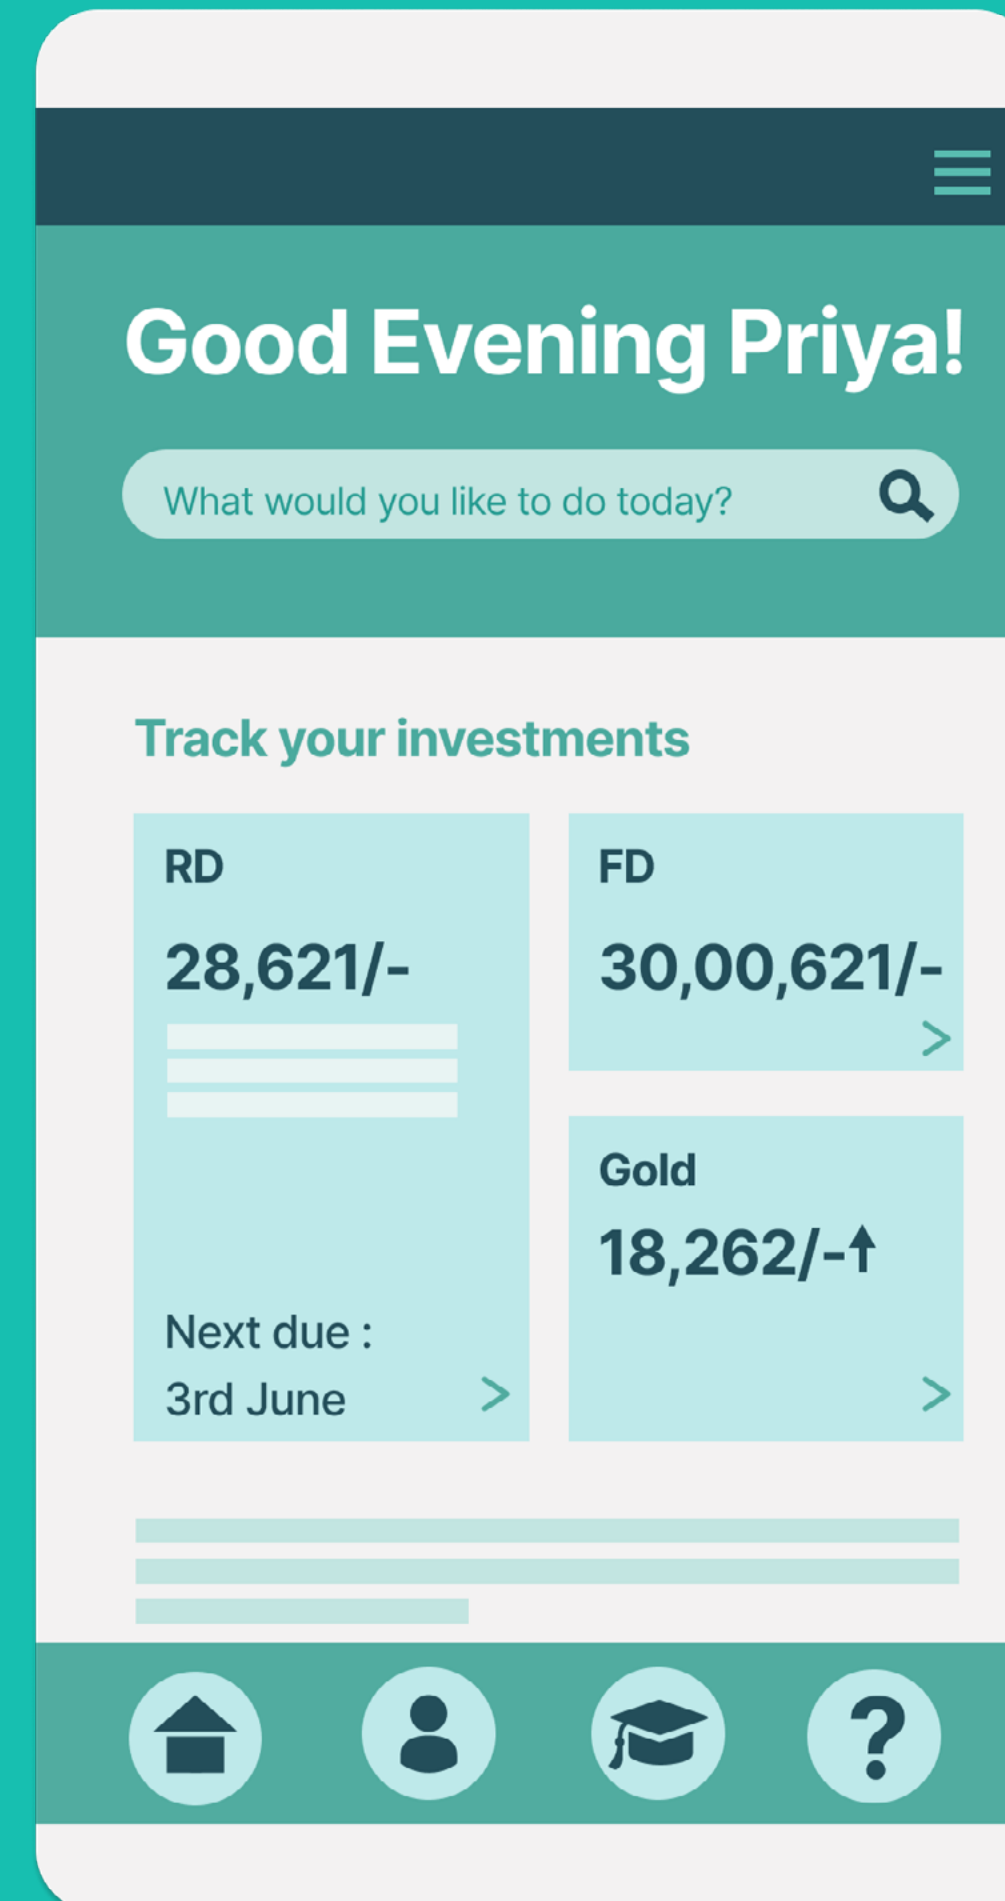 Good Evening Priya!
What would you like to do today?
Track your investments
RD
28,621/-
Next due :
3rd June
FD
30,00,621/-
Gold
18,262/-↑
?